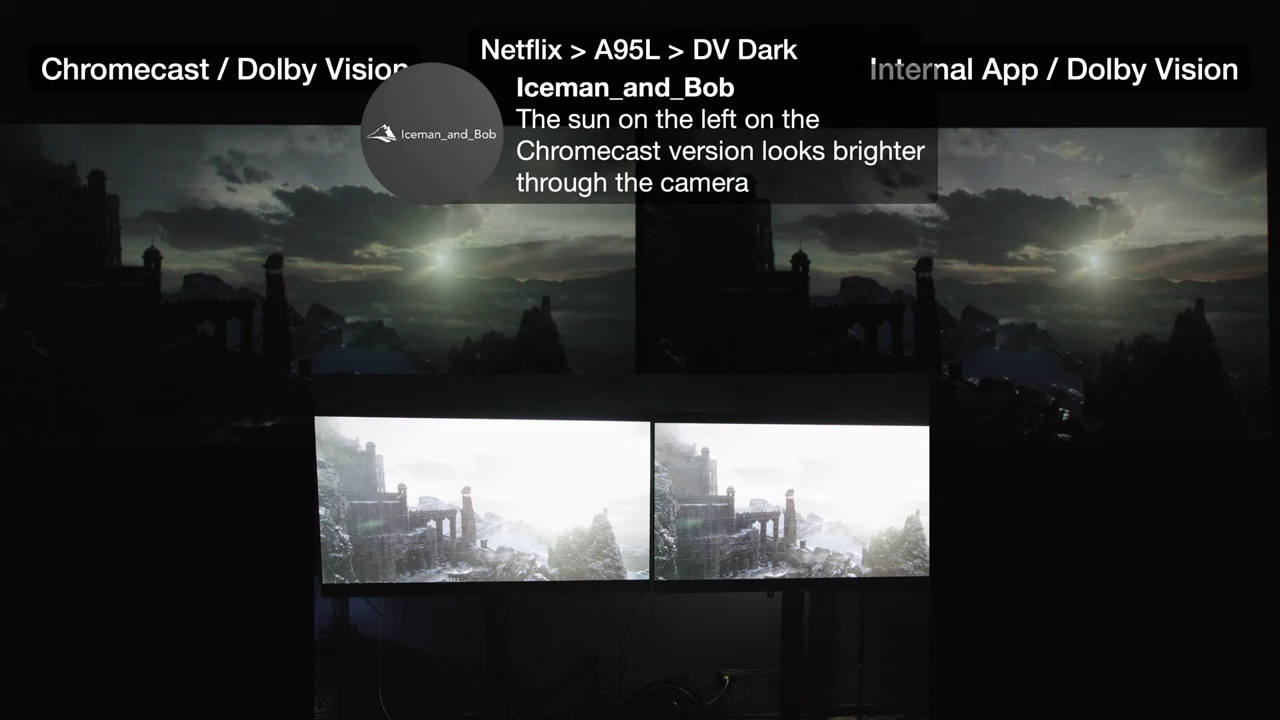 Netflix > A95L > DV Dark
Chromecast / Dolby Vision
Internal App / Dolby Vision
Iceman_and_Bob
Iceman_and_Bob
The sun on the left on the
Chromecast version looks brighter
through the camera